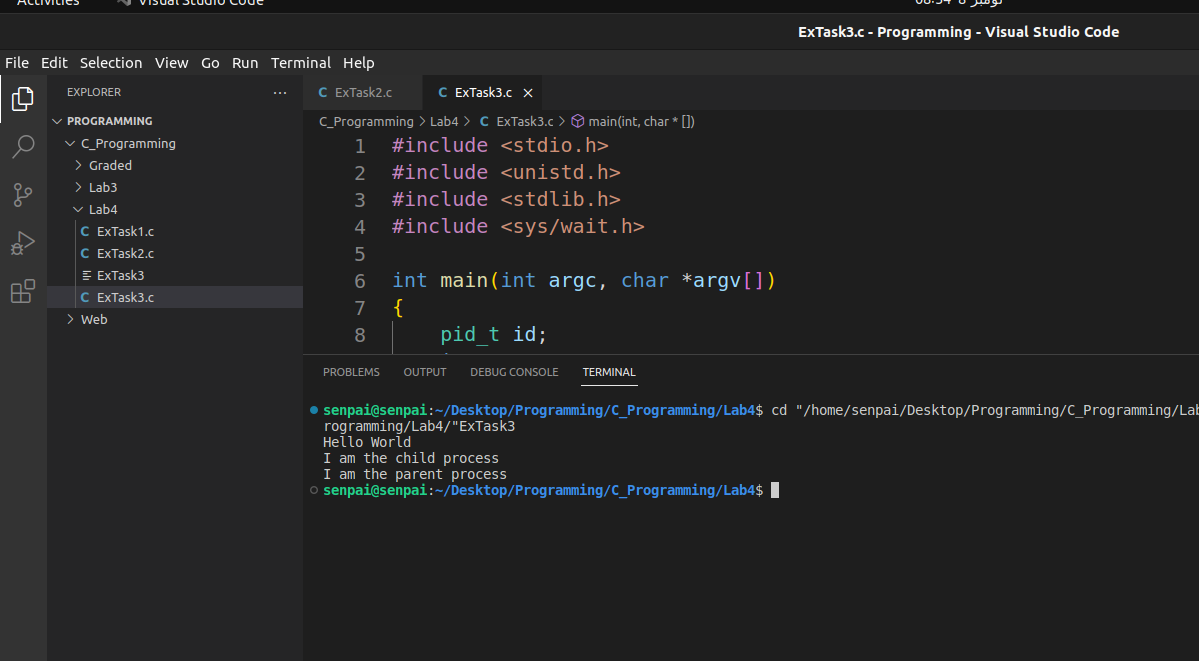 Activities Visual Studio Code 08:54 8 نومبر
ExTask3.c - Programming - Visual Studio Code
File Edit Selection View Go Run Terminal Help
EXPLORER ···
PROGRAMMING
C_Programming
Graded
Lab3
Lab4
C ExTask1.c
C ExTask2.c
ExTask3
C ExTask3.c
Web
C ExTask2.c C ExTask3.c ×
C_Programming > Lab4 > C ExTask3.c > main(int, char * [])
1 #include <stdio.h>
2 #include <unistd.h>
3 #include <stdlib.h>
4 #include <sys/wait.h>
5
6 int main(int argc, char *argv[])
7 {
8 pid_t id;
PROBLEMS OUTPUT DEBUG CONSOLE TERMINAL
senpai@senpai:~/Desktop/Programming/C_Programming/Lab4$ cd "/home/senpai/Desktop/Programming/C_Programming/Lab
rogramming/Lab4/"ExTask3
Hello World
I am the child process
I am the parent process
senpai@senpai:~/Desktop/Programming/C_Programming/Lab4$